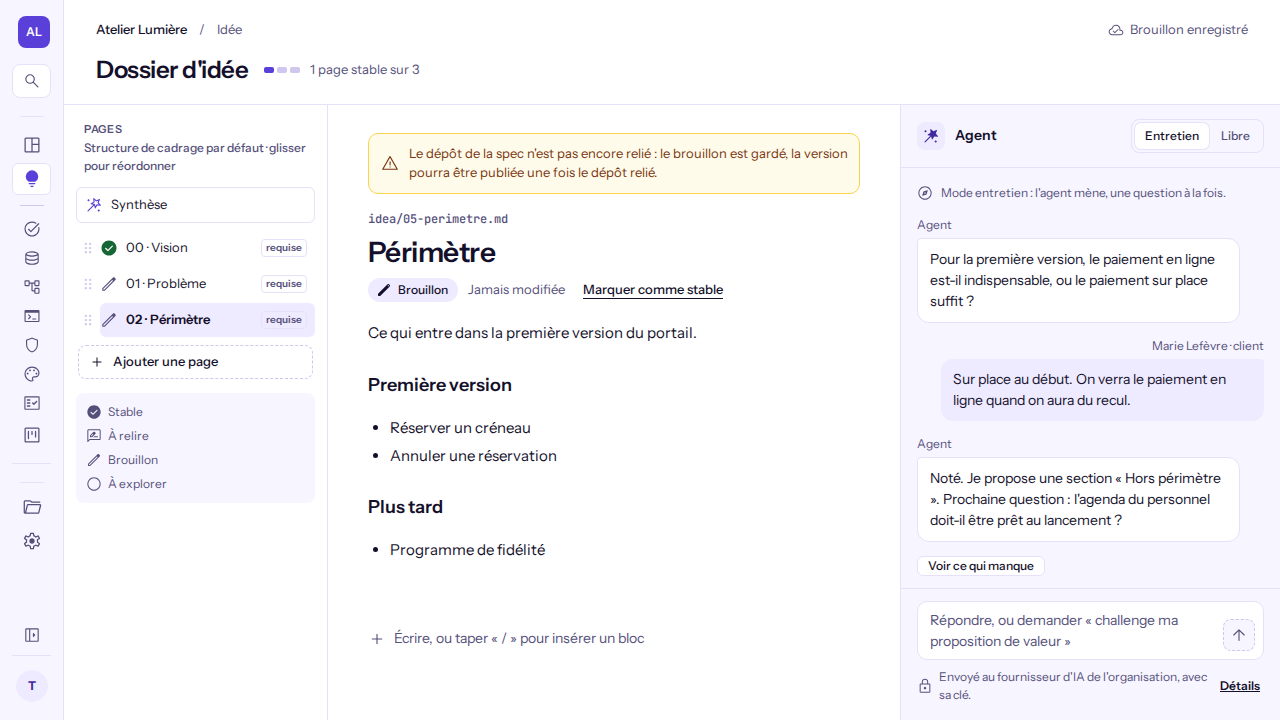 AL
Atelier Lumière / Idée
Brouillon enregistré
Dossier d'idée
1 page stable sur 3
PAGES
Structure de cadrage par défaut · glisser
pour réordonner
Synthèse
00 · Vision requise
01 · Problème requise
02 · Périmètre requise
Ajouter une page
Stable
À relire
Brouillon
À explorer
T
Le dépôt de la spec n'est pas encore relié : le brouillon est gardé, la version
pourra être publiée une fois le dépôt relié.
idea/05-perimetre.md
Périmètre
Brouillon Jamais modifiée Marquer comme stable
Ce qui entre dans la première version du portail.
Première version
Réserver un créneau
Annuler une réservation
Plus tard
Programme de fidélité
Écrire, ou taper « / » pour insérer un bloc
Agent
Entretien Libre
Mode entretien : l'agent mène, une question à la fois.
Agent
Pour la première version, le paiement en ligne
est-il indispensable, ou le paiement sur place
suffit ?
Marie Lefèvre · client
Sur place au début. On verra le paiement en
ligne quand on aura du recul.
Agent
Noté. Je propose une section « Hors périmètre
». Prochaine question : l'agenda du personnel
doit-il être prêt au lancement ?
Voir ce qui manque
Répondre, ou demander « challenge ma
proposition de valeur »
Envoyé au fournisseur d'IA de l'organisation, avec
sa clé.
Détails